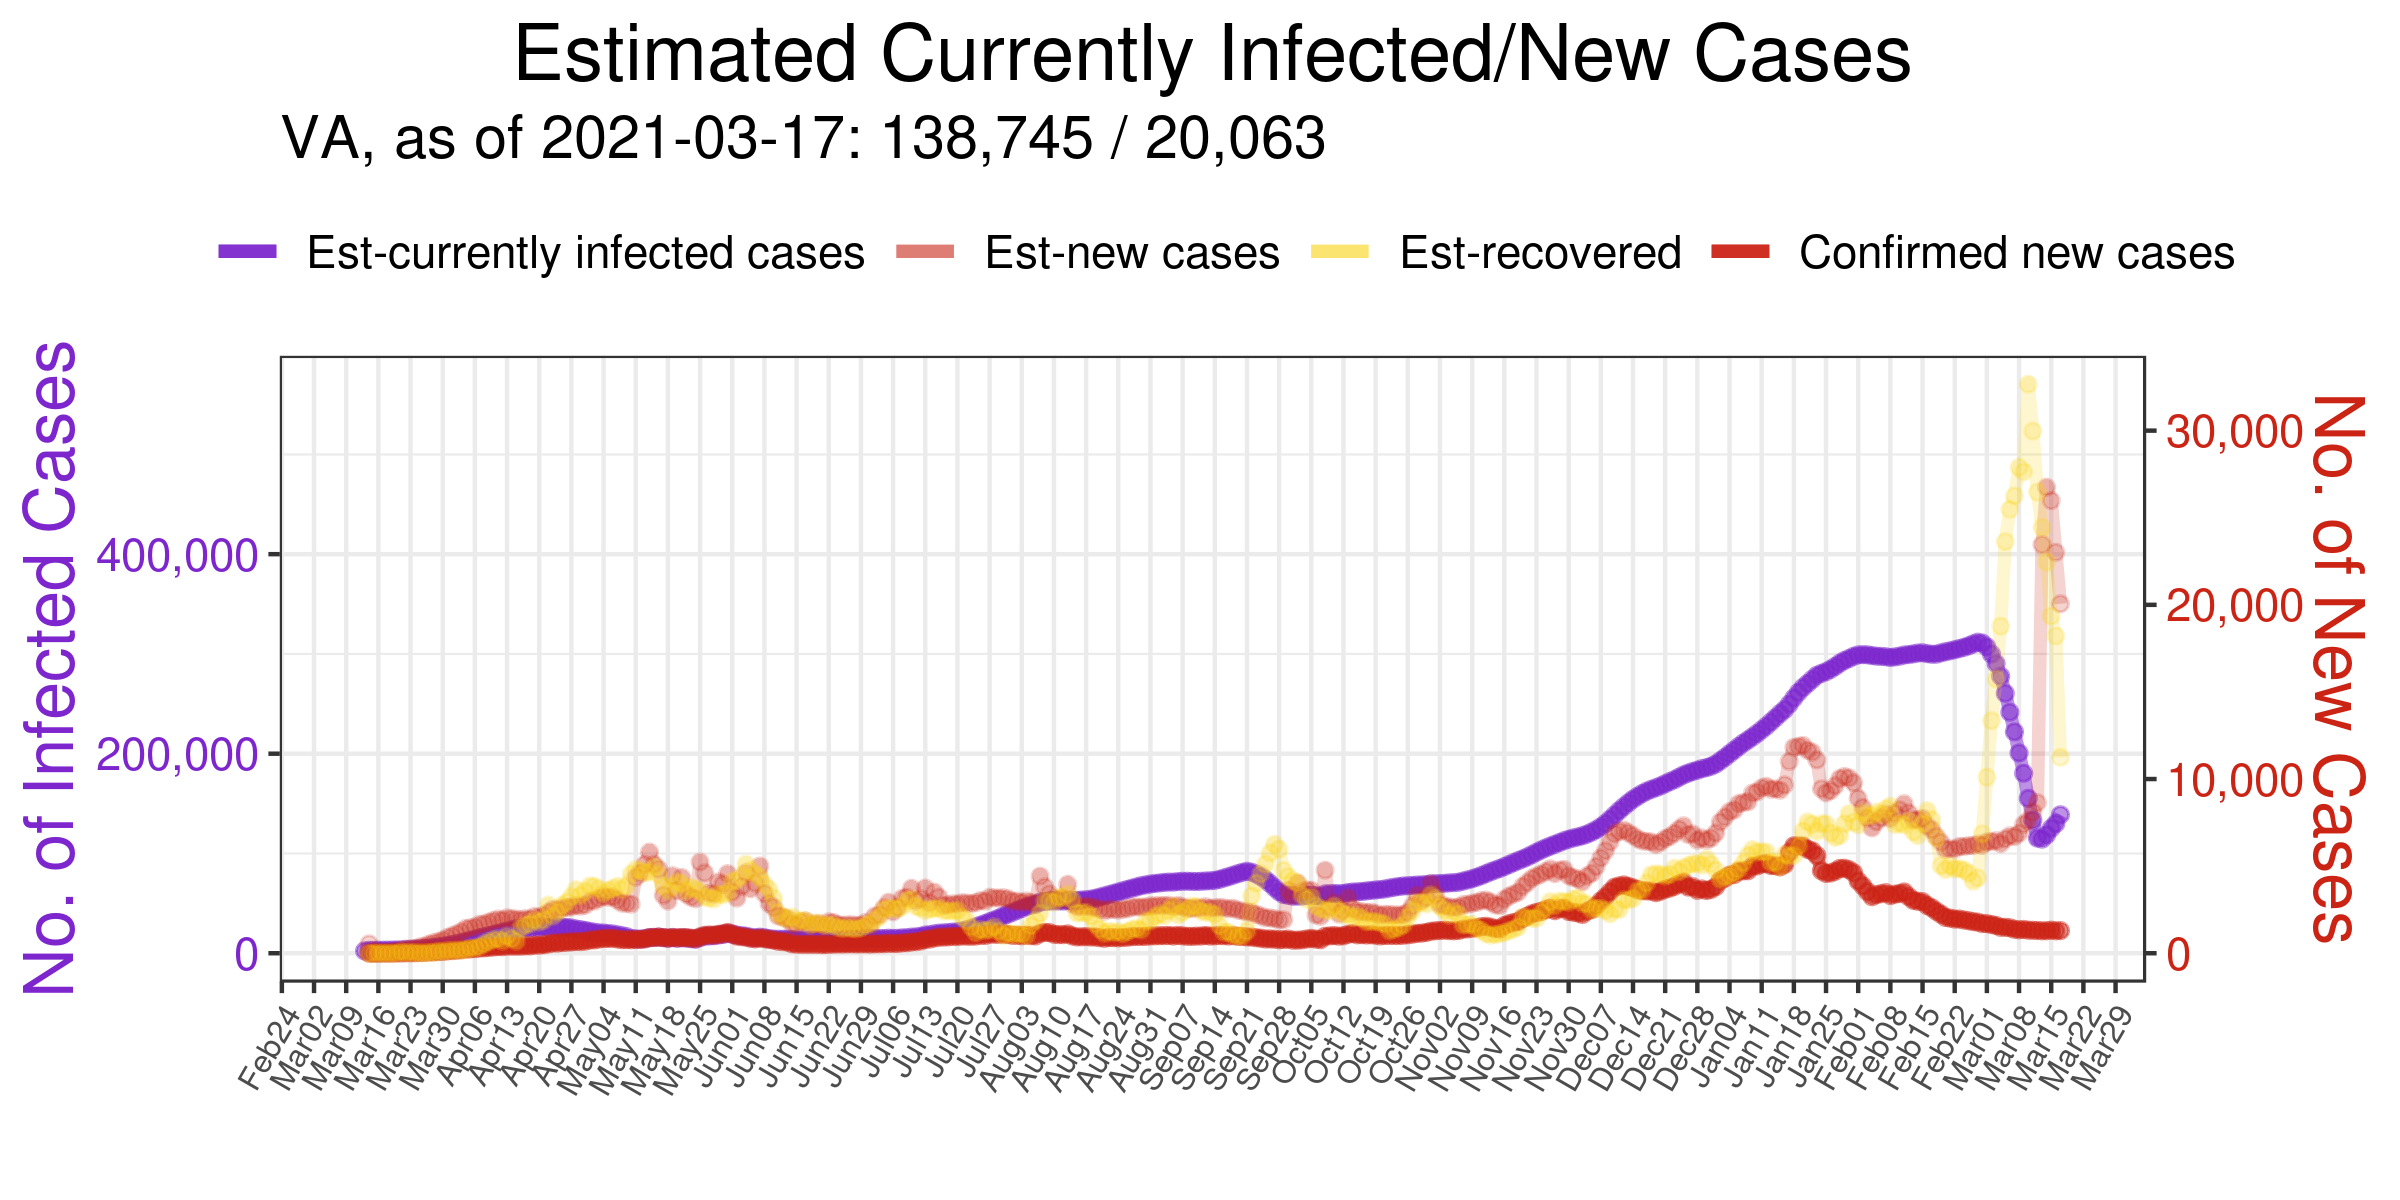 Estimated Currently Infected/New Cases
VA, as of 2021-03-17: 138,745 / 20,063
Est-currently infected cases Est-new cases Est-recovered Confirmed new cases
No. of Infected Cases
400,000
200,000
0
30,000
20,000
10,000
0
No. of New Cases
Feb24 Mar02 Mar09 Mar16 Mar23 Mar30 Apr06 Apr13 Apr20 Apr27 May04 May11 May18 May25 Jun01 Jun08 Jun15 Jun22 Jun29 Jul06 Jul13 Jul20 Jul27 Aug03 Aug10 Aug17 Aug24 Aug31 Sep07 Sep14 Sep21 Sep28 Oct05 Oct12 Oct19 Oct26 Nov02 Nov09 Nov16 Nov23 Nov30 Dec07 Dec14 Dec21 Dec28 Jan04 Jan11 Jan18 Jan25 Feb01 Feb08 Feb15 Feb22 Mar01 Mar08 Mar15 Mar22 Mar29